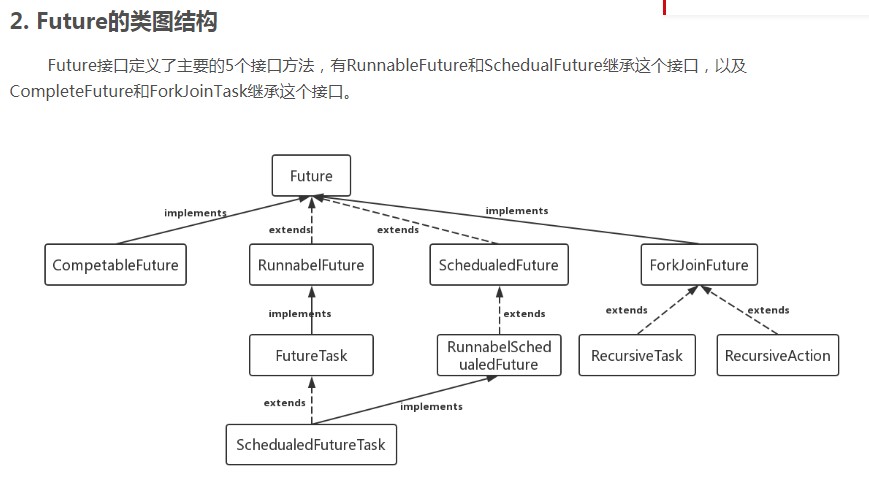 2. Future的类图结构
Future接口定义了主要的5个接口方法，有RunnableFuture和SchedualFuture继承这个接口，以及
CompleteFuture和ForkJoinTask继承这个接口。
Future
implements
implements
extends
extends
CompetableFuture
RunnabelFuture
SchedualedFuture
ForkJoinFuture
implements
extends
extends
extends
FutureTask
RunnabelSched
ualedFuture
RecursiveTask
RecursiveAction
extends
implements
SchedualedFutureTask